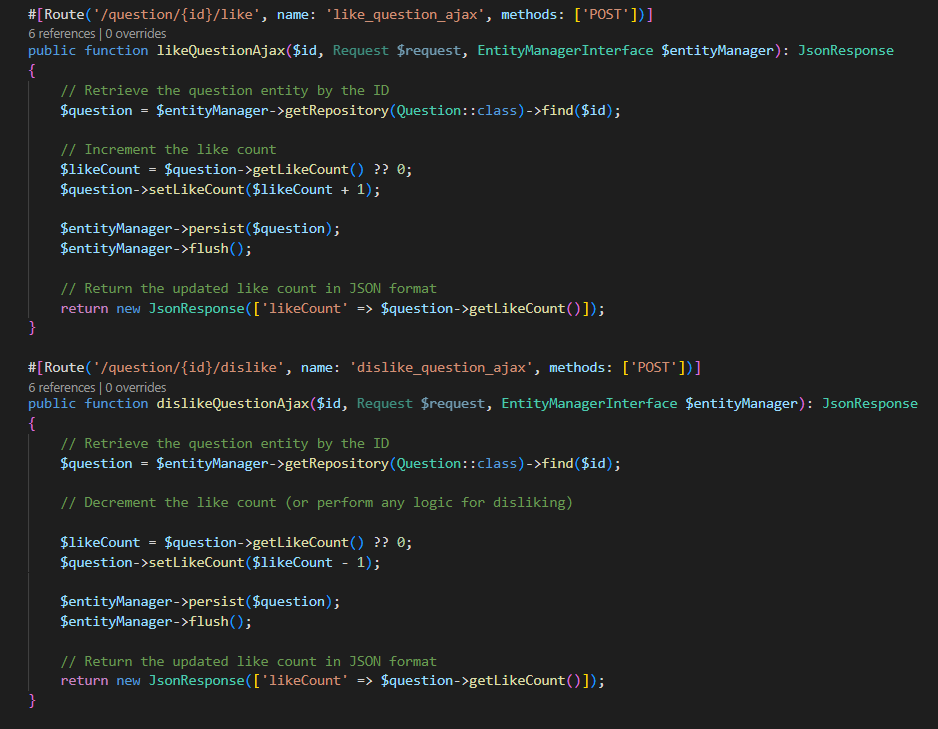 #[Route('/question/{id}/like', name: 'like_question_ajax', methods: ['POST'])]
6 references | 0 overrides
public function likeQuestionAjax($id, Request $request, EntityManagerInterface $entityManager): JsonResponse
{
// Retrieve the question entity by the ID
$question = $entityManager->getRepository(Question::class)->find($id);
// Increment the like count
$likeCount = $question->getLikeCount() ?? 0;
$question->setLikeCount($likeCount + 1);
$entityManager->persist($question);
$entityManager->flush();
// Return the updated like count in JSON format
return new JsonResponse(['likeCount' => $question->getLikeCount()]);
}
#[Route('/question/{id}/dislike', name: 'dislike_question_ajax', methods: ['POST'])]
6 references | 0 overrides
public function dislikeQuestionAjax($id, Request $request, EntityManagerInterface $entityManager): JsonResponse
{
// Retrieve the question entity by the ID
$question = $entityManager->getRepository(Question::class)->find($id);
// Decrement the like count (or perform any logic for disliking)
$likeCount = $question->getLikeCount() ?? 0;
$question->setLikeCount($likeCount - 1);
$entityManager->persist($question);
$entityManager->flush();
// Return the updated like count in JSON format
return new JsonResponse(['likeCount' => $question->getLikeCount()]);
}